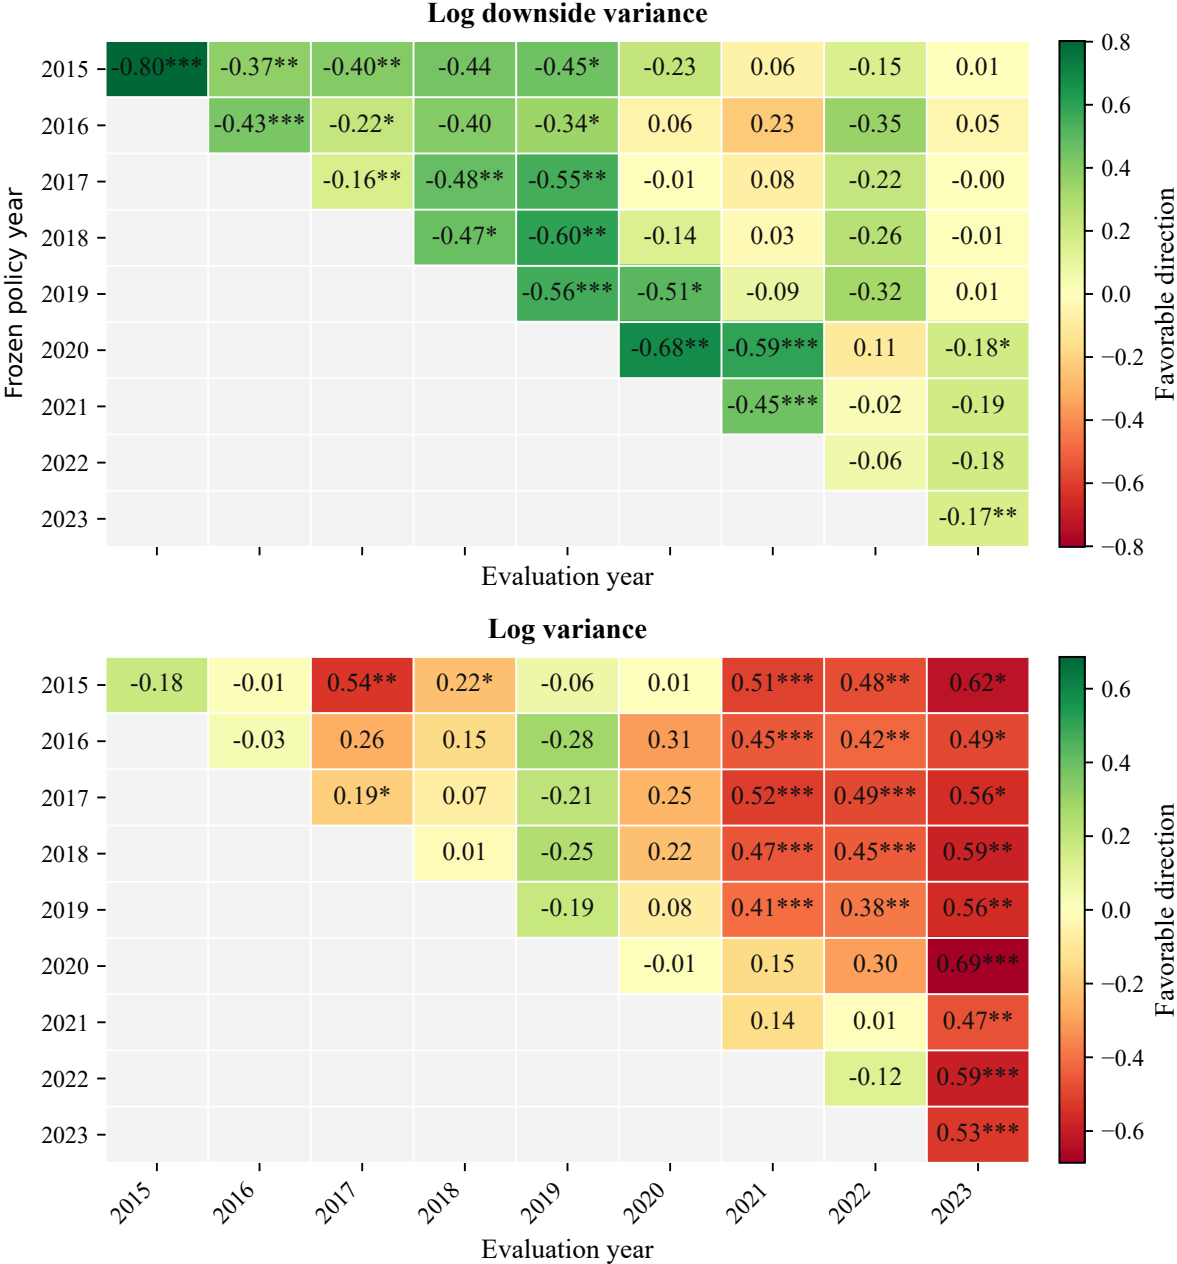 Log downside variance
Frozen policy year
2015 -0.80*** -0.37** -0.40** -0.44 -0.45* -0.23 0.06 -0.15 0.01
2016 -0.43*** -0.22* -0.40 -0.34* 0.06 0.23 -0.35 0.05
2017 -0.16** -0.48** -0.55** -0.01 0.08 -0.22 -0.00
2018 -0.47* -0.60** -0.14 0.03 -0.26 -0.01
2019 -0.56*** -0.51* -0.09 -0.32 0.01
2020 -0.68** -0.59*** 0.11 -0.18*
2021 -0.45*** -0.02 -0.19
2022 -0.06 -0.18
2023 -0.17**
Evaluation year
0.8
0.6
0.4
0.2
0.0
−0.2
−0.4
−0.6
−0.8
Favorable direction
Log variance
2015 -0.18 -0.01 0.54** 0.22* -0.06 0.01 0.51*** 0.48** 0.62*
2016 -0.03 0.26 0.15 -0.28 0.31 0.45*** 0.42** 0.49*
2017 0.19* 0.07 -0.21 0.25 0.52*** 0.49*** 0.56*
2018 0.01 -0.25 0.22 0.47*** 0.45*** 0.59**
2019 -0.19 0.08 0.41*** 0.38** 0.56**
2020 -0.01 0.15 0.30 0.69***
2021 0.14 0.01 0.47**
2022 -0.12 0.59***
2023 0.53***
2015 2016 2017 2018 2019 2020 2021 2022 2023
Evaluation year
0.6
0.4
0.2
0.0
−0.2
−0.4
−0.6
Favorable direction